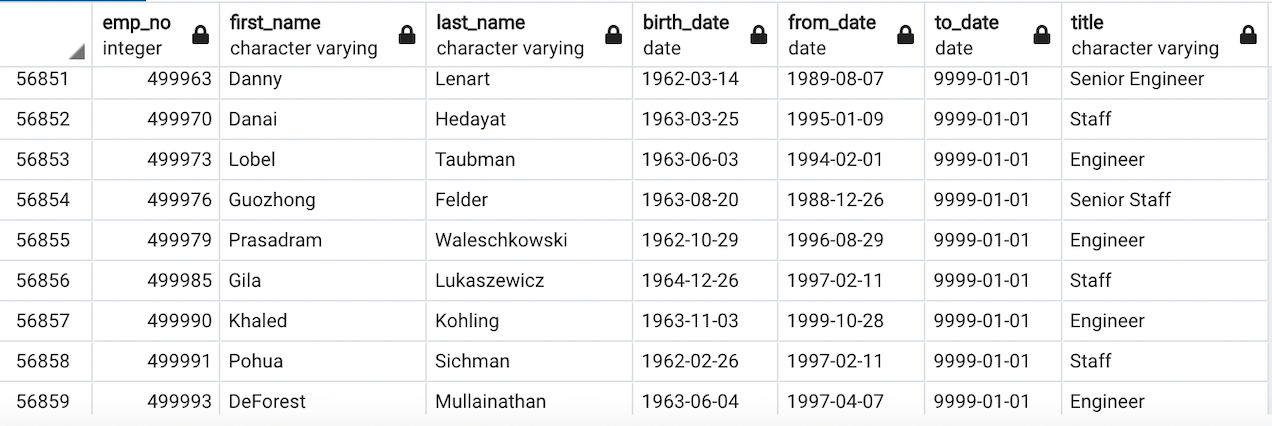 emp_no first_name last_name birth_date from_date to_date title
integer character varying character varying date date date character varying
56851 499963 Danny Lenart 1962-03-14 1989-08-07 9999-01-01 Senior Engineer
56852 499970 Danai Hedayat 1963-03-25 1995-01-09 9999-01-01 Staff
56853 499973 Lobel Taubman 1963-06-03 1994-02-01 9999-01-01 Engineer
56854 499976 Guozhong Felder 1963-08-20 1988-12-26 9999-01-01 Senior Staff
56855 499979 Prasadram Waleschkowski 1962-10-29 1996-08-29 9999-01-01 Engineer
56856 499985 Gila Lukaszewicz 1964-12-26 1997-02-11 9999-01-01 Staff
56857 499990 Khaled Kohling 1963-11-03 1999-10-28 9999-01-01 Engineer
56858 499991 Pohua Sichman 1962-02-26 1997-02-11 9999-01-01 Staff
56859 499993 DeForest Mullainathan 1963-06-04 1997-04-07 9999-01-01 Engineer